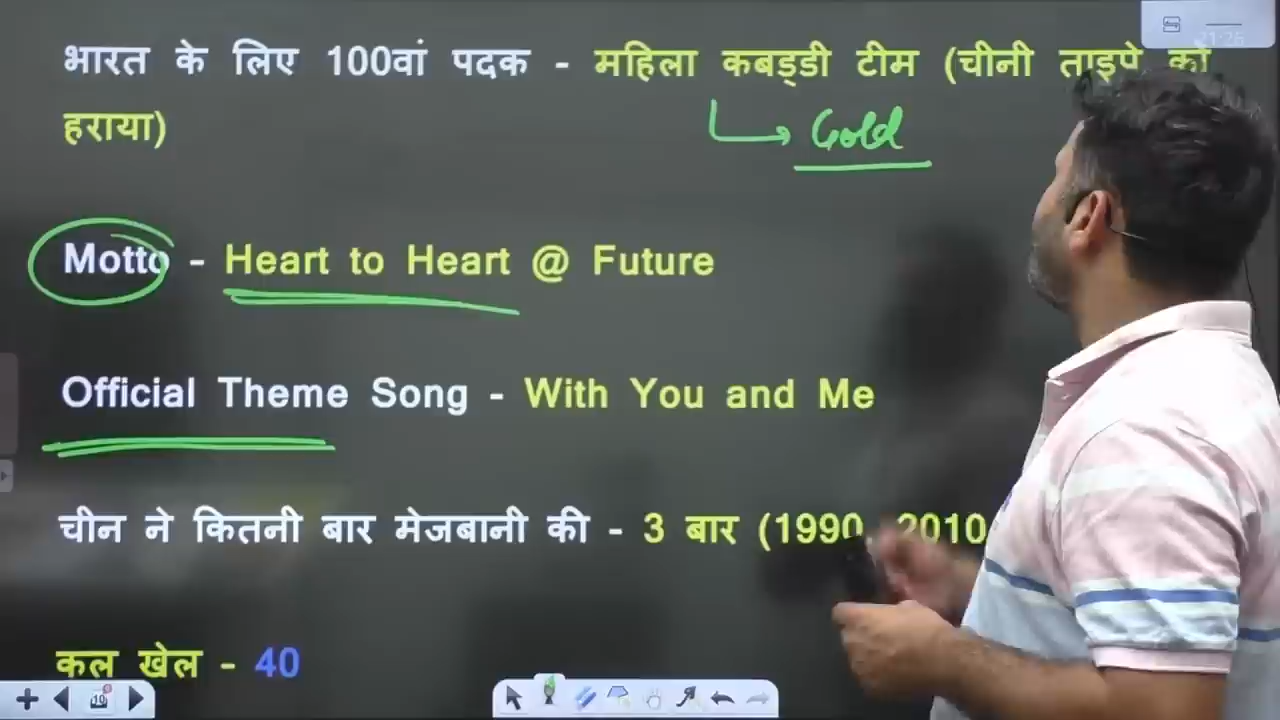 भारत के लिए 100वां पदक - महिला कबड्डी टीम (चीनी ताइपे को
हराया)
Gold
Motto - Heart to Heart @ Future
Official Theme Song - With You and Me
चीन ने कितनी बार मेजबानी की - 3 बार (1990, 2010
कुल खेल - 40